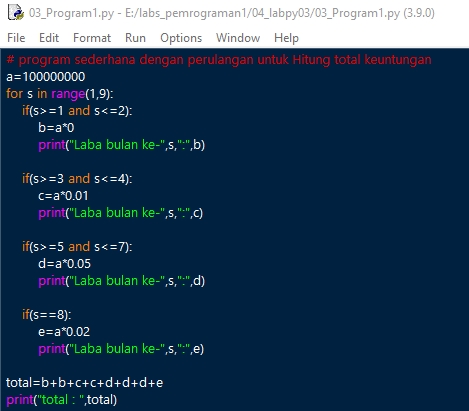 03_Program1.py - E:/labs_pemrograman1/04_labpy03/03_Program1.py (3.9.0)
File Edit Format Run Options Window Help
# program sederhana dengan perulangan untuk Hitung total keuntungan
a=100000000
for s in range(1,9):
    if(s>=1 and s<=2):
        b=a*0
        print("Laba bulan ke-",s,":",b)
    if(s>=3 and s<=4):
        c=a*0.01
        print("Laba bulan ke-",s,":",c)
    if(s>=5 and s<=7):
        d=a*0.05
        print("Laba bulan ke-",s,":",d)
    if(s==8):
        e=a*0.02
        print("Laba bulan ke-",s,":",e)
total=b+b+c+c+d+d+d+e
print("total : ",total)